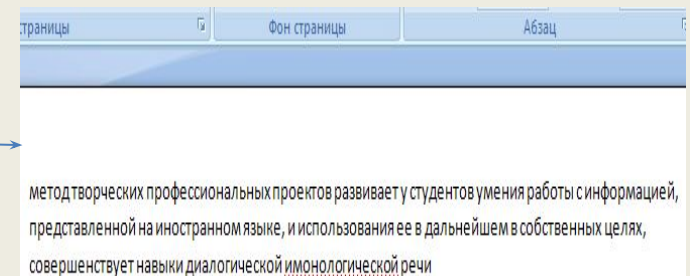 траницы Фон страницы Абзац
метод творческих профессиональных проектов развивает у студентов умения работы с информацией,
представленной на иностранном языке, и использования ее в дальнейшем в собственных целях,
совершенствует навыки диалогической имонологической речи